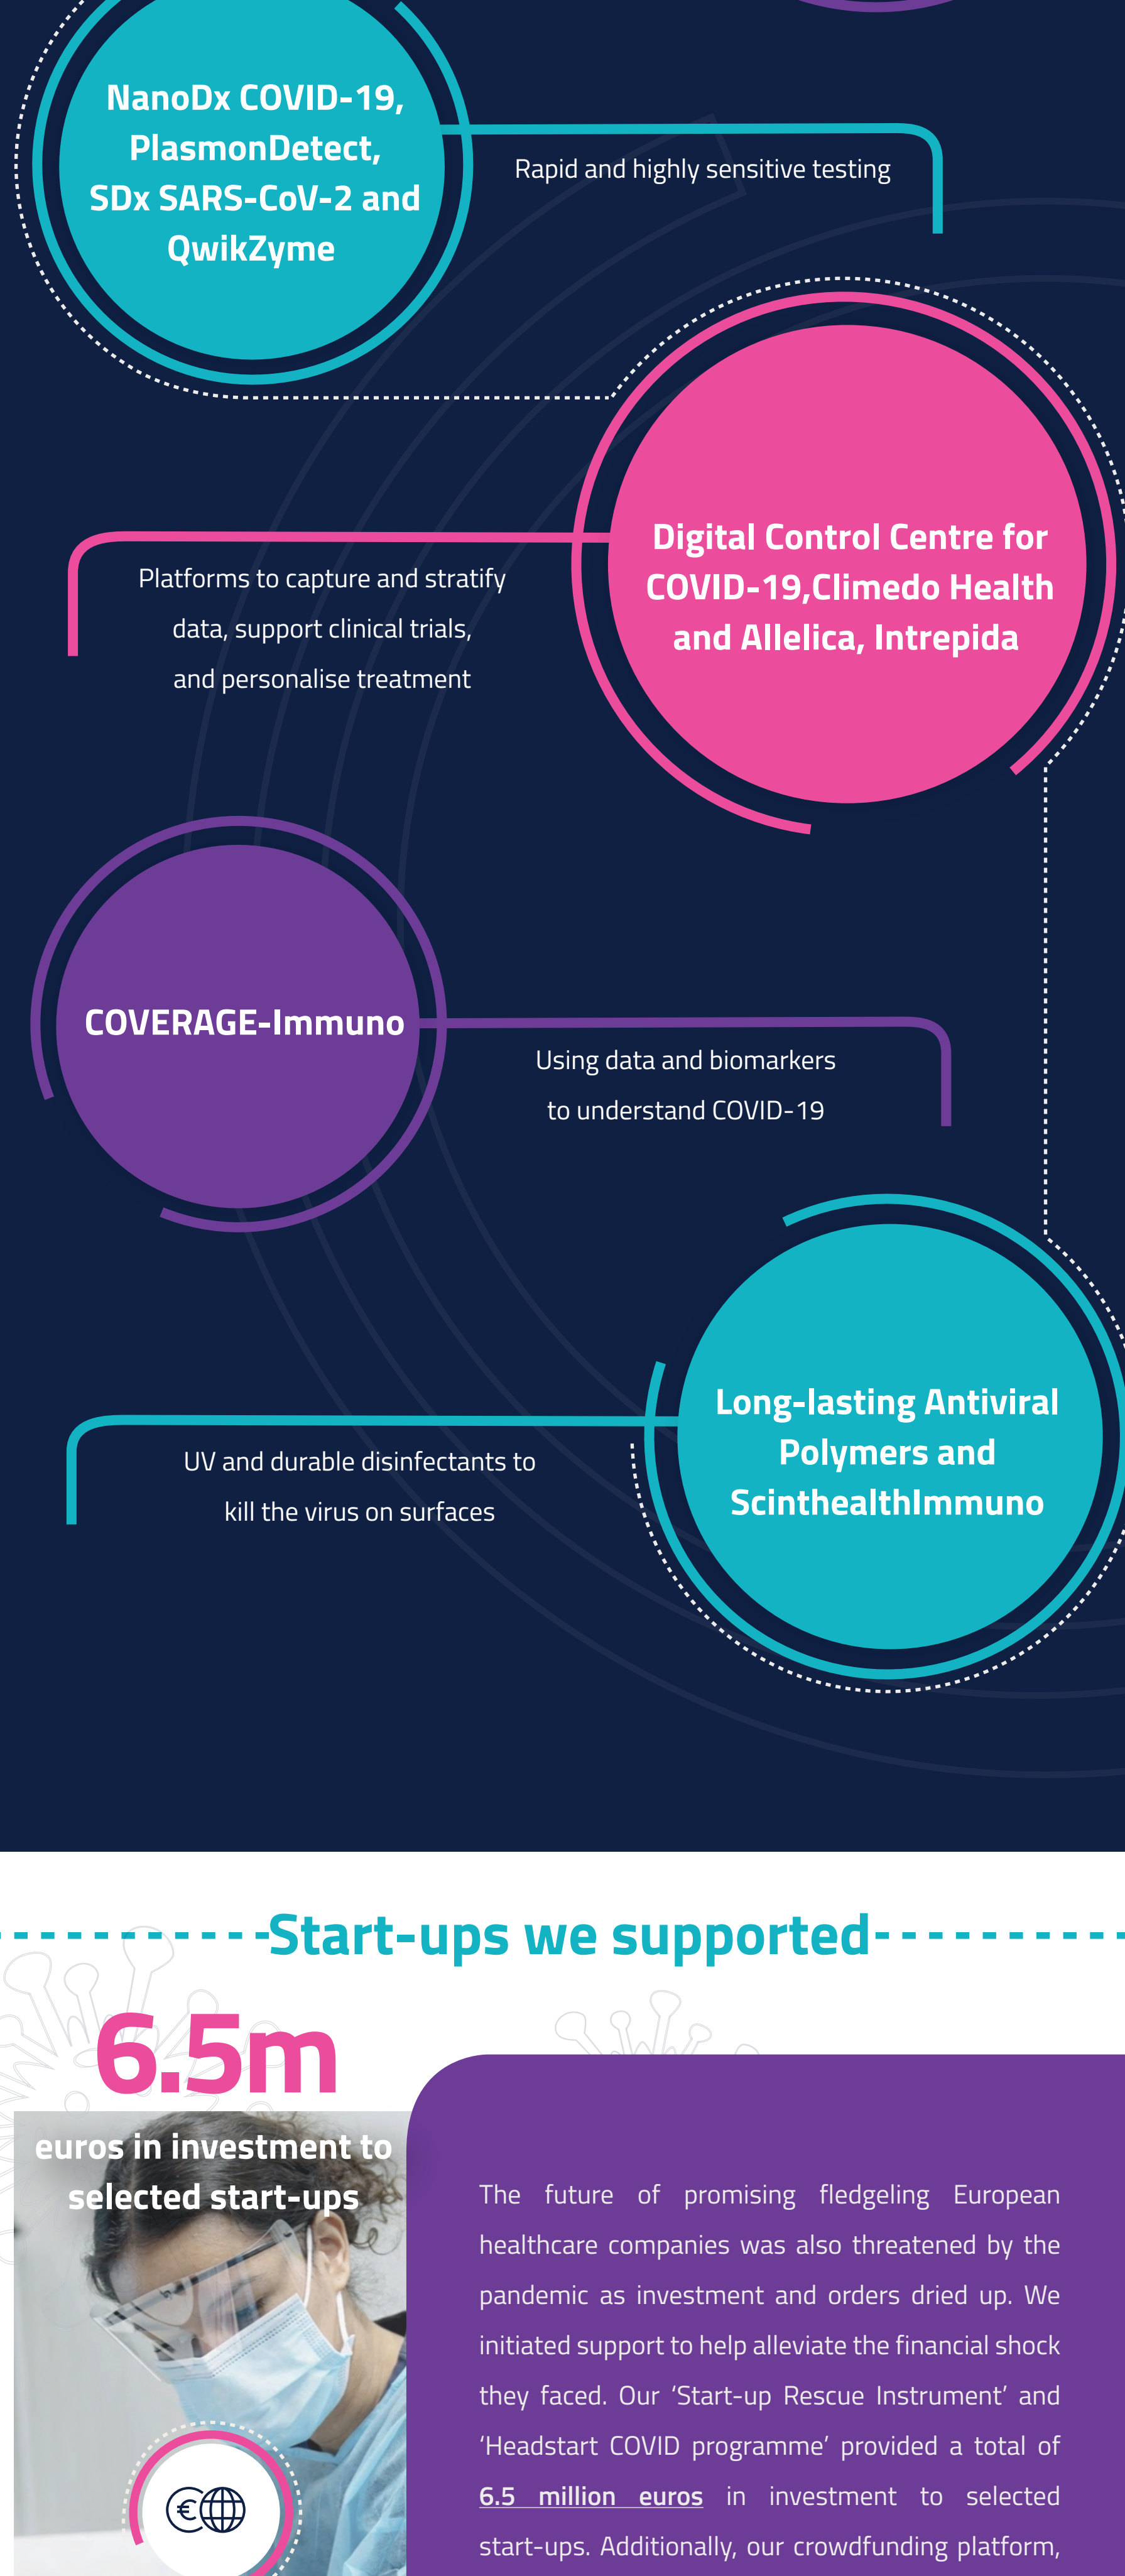 NanoDx COVID-19,
PlasmonDetect,
SDx SARS-CoV-2 and
QwikZyme
Rapid and highly sensitive testing
Digital Control Centre for
COVID-19,Climedo Health
and Allelica, Intrepida
Platforms to capture and stratify
data, support clinical trials,
and personalise treatment
COVERAGE-Immuno
Using data and biomarkers
to understand COVID-19
Long-lasting Antiviral
Polymers and
ScinthealthImmuno
UV and durable disinfectants to
kill the virus on surfaces
Start-ups we supported
6.5m
euros in investment to
selected start-ups
The future of promising fledgeling European
healthcare companies was also threatened by the
pandemic as investment and orders dried up. We
initiated support to help alleviate the financial shock
they faced. Our ‘Start-up Rescue Instrument’ and
‘Headstart COVID programme’ provided a total of
6.5 million euros in investment to selected
start-ups. Additionally, our crowdfunding platform,